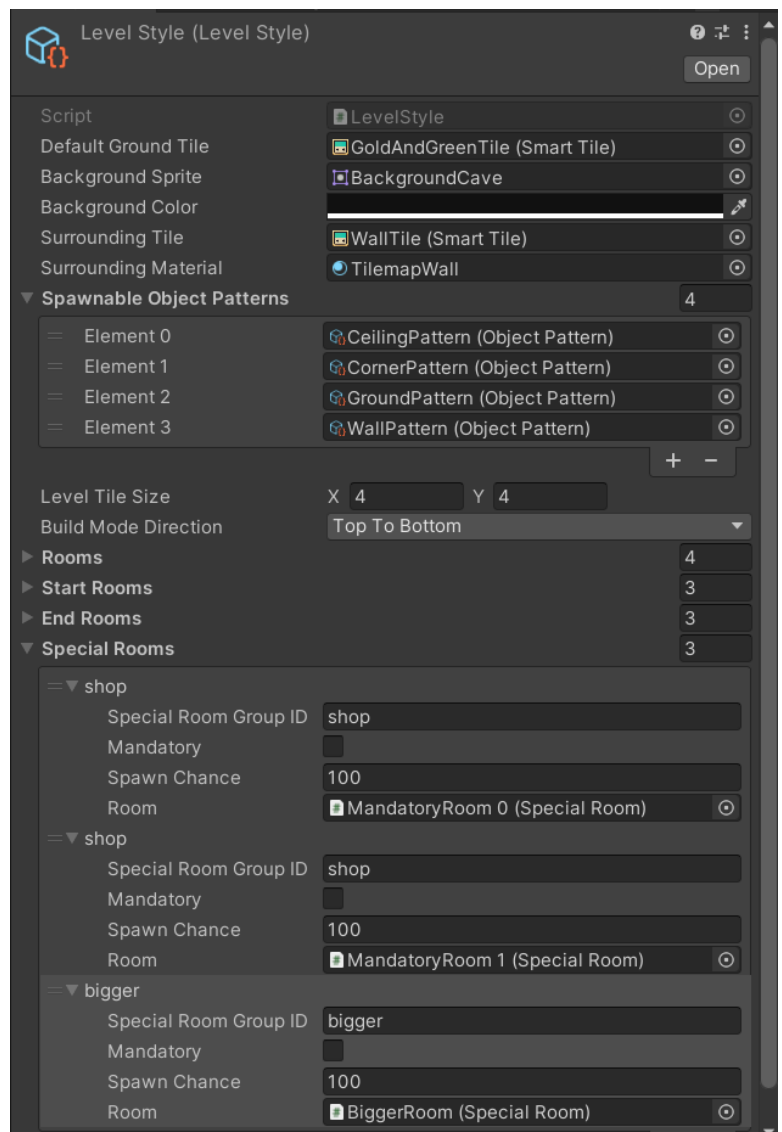 Level Style (Level Style)
Open
Script LevelStyle
Default Ground Tile GoldAndGreenTile (Smart Tile)
Background Sprite BackgroundCave
Background Color
Surrounding Tile WallTile (Smart Tile)
Surrounding Material TilemapWall
Spawnable Object Patterns 4
Element 0 CeilingPattern (Object Pattern)
Element 1 CornerPattern (Object Pattern)
Element 2 GroundPattern (Object Pattern)
Element 3 WallPattern (Object Pattern)
+ −
Level Tile Size X 4 Y 4
Build Mode Direction Top To Bottom
Rooms 4
Start Rooms 3
End Rooms 3
Special Rooms 3
shop
Special Room Group ID shop
Mandatory
Spawn Chance 100
Room MandatoryRoom 0 (Special Room)
shop
Special Room Group ID shop
Mandatory
Spawn Chance 100
Room MandatoryRoom 1 (Special Room)
bigger
Special Room Group ID bigger
Mandatory
Spawn Chance 100
Room BiggerRoom (Special Room)